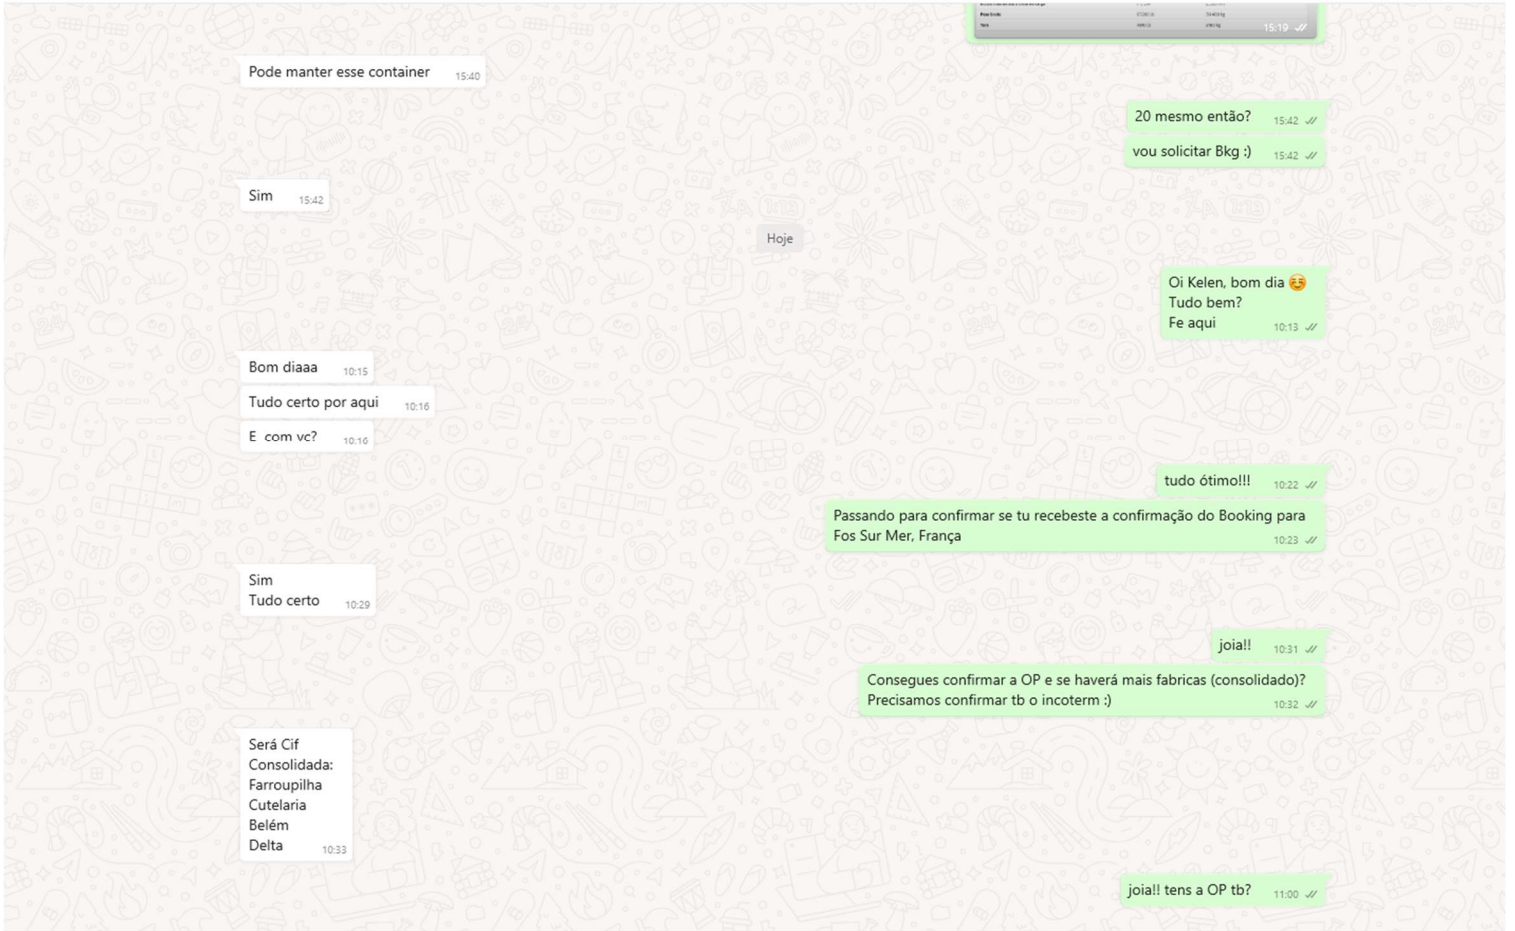 15:19
Pode manter esse container 15:40
20 mesmo então? 15:42
vou solicitar Bkg :) 15:42
Sim 15:42
Hoje
Oi Kelen, bom dia ☺️
Tudo bem?
Fe aqui 10:13
Bom diaaa 10:15
Tudo certo por aqui 10:16
E com vc? 10:16
tudo ótimo!!! 10:22
Passando para confirmar se tu recebeste a confirmação do Booking para
Fos Sur Mer, França 10:23
Sim
Tudo certo 10:29
joia!! 10:31
Consegues confirmar a OP e se haverá mais fabricas (consolidado)?
Precisamos confirmar tb o incoterm :) 10:32
Será Cif
Consolidada:
Farroupilha
Cutelaria
Belém
Delta 10:33
joia!! tens a OP tb? 11:00